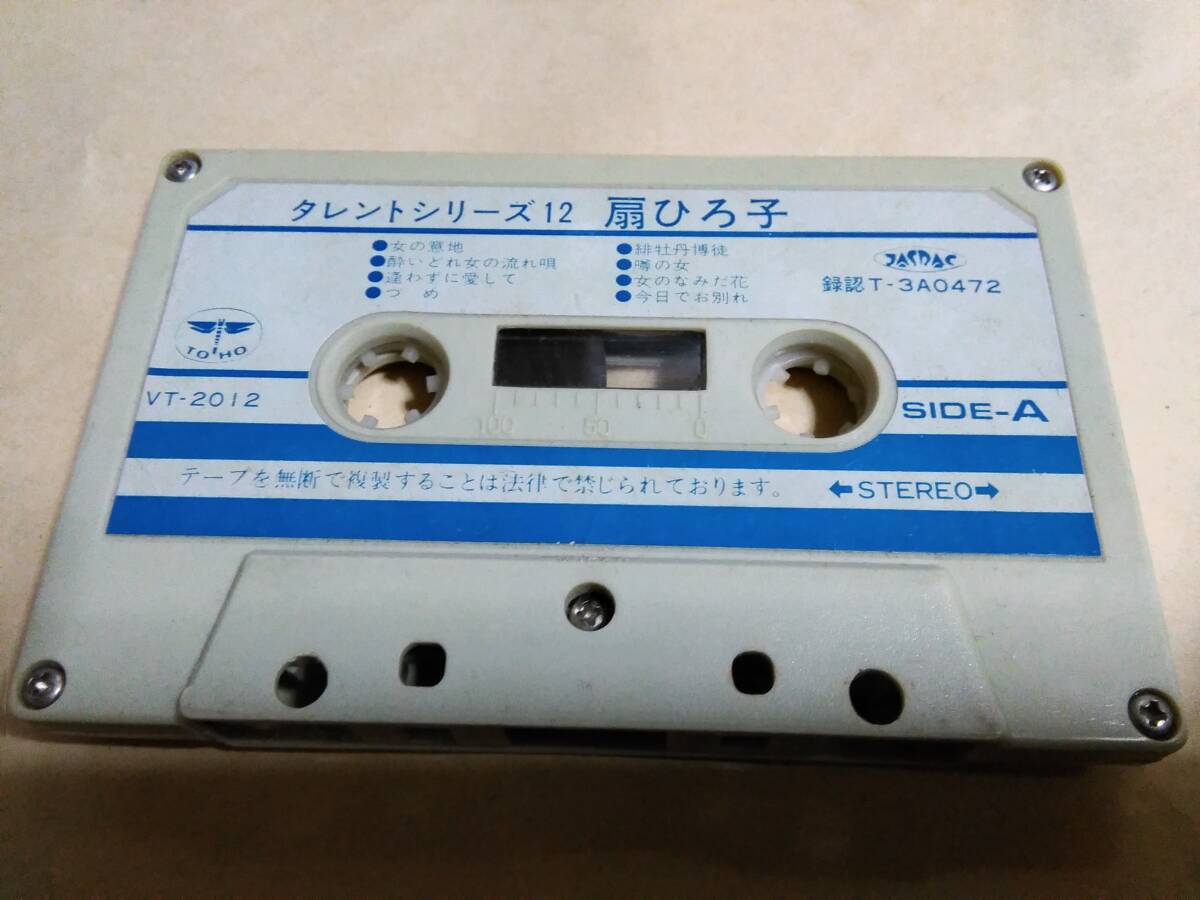 タレントシリーズ12 扇ひろ子
●女の意地
●酔いどれ女の流れ唄
●逢わずに愛して
●つめ
●緋牡丹博徒
●噂の女
●女のなみだ花
●今日でお別れ
JASRAC
録認T-3A0472
TOHO
VT-2012
100 50 0
SIDE-A
テープを無断で複製することは法律で禁じられております。
←STEREO→